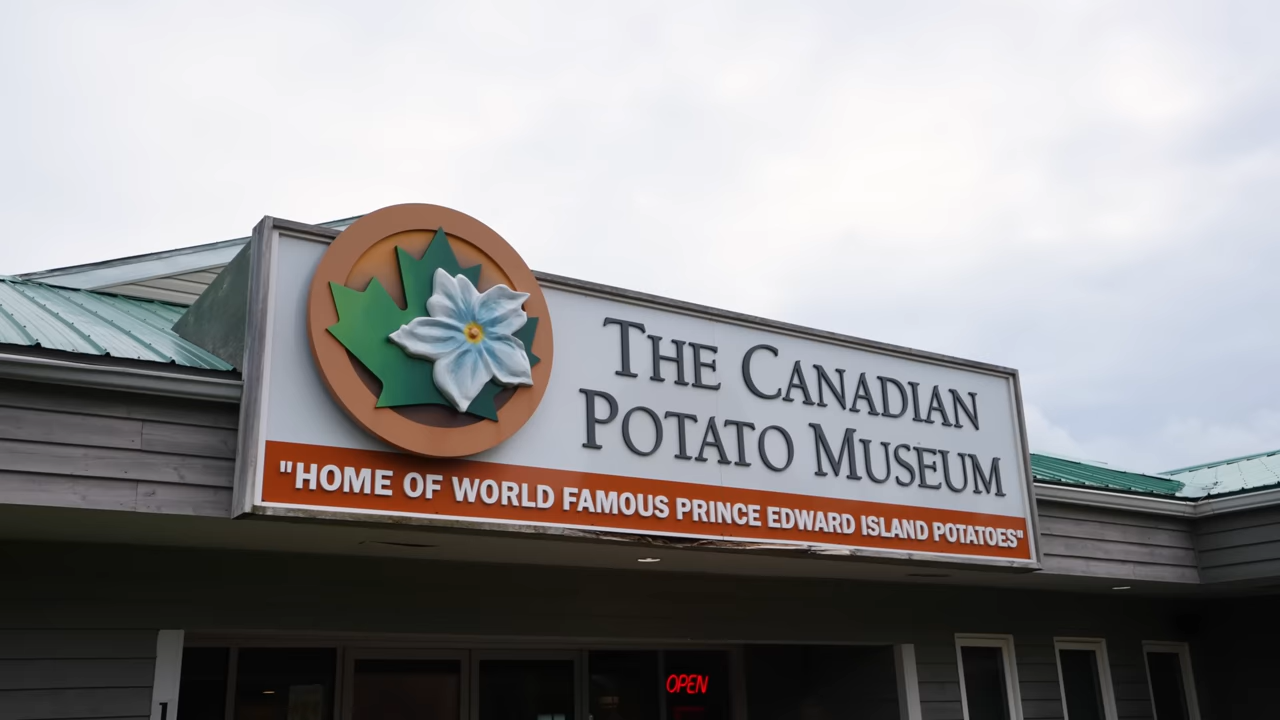 THE CANADIAN
POTATO MUSEUM
"HOME OF WORLD FAMOUS PRINCE EDWARD ISLAND POTATOES"
OPEN